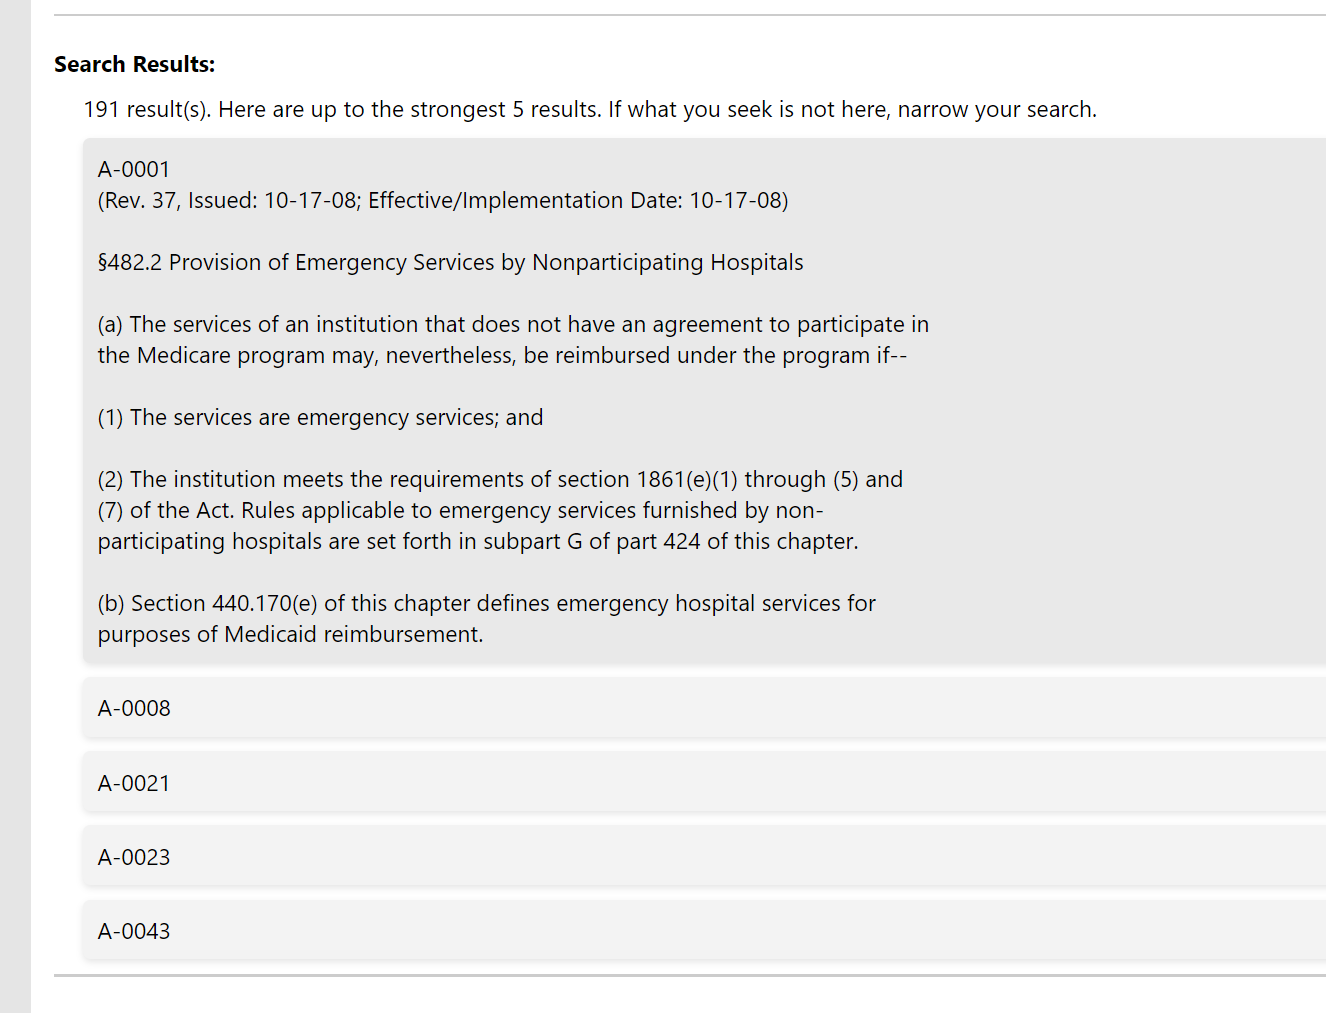 Search Results:
191 result(s). Here are up to the strongest 5 results. If what you seek is not here, narrow your search.
A-0001
(Rev. 37, Issued: 10-17-08; Effective/Implementation Date: 10-17-08)
§482.2 Provision of Emergency Services by Nonparticipating Hospitals
(a) The services of an institution that does not have an agreement to participate in
the Medicare program may, nevertheless, be reimbursed under the program if--
(1) The services are emergency services; and
(2) The institution meets the requirements of section 1861(e)(1) through (5) and
(7) of the Act. Rules applicable to emergency services furnished by non-
participating hospitals are set forth in subpart G of part 424 of this chapter.
(b) Section 440.170(e) of this chapter defines emergency hospital services for
purposes of Medicaid reimbursement.
A-0008
A-0021
A-0023
A-0043